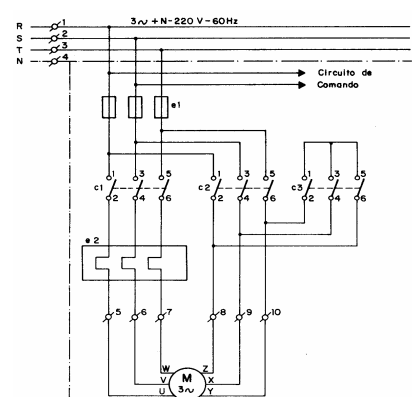 R 1 3∿ + N-220 V-60Hz
S 2
T 3
N 4
Circuito de
Comando
e1
1 3 5 1 3 5 1 3 5
c1 c2 c3
2 4 6 2 4 6 2 4 6
e2
5 6 7 8 9 10
W Z
V M X
U 3∿ Y